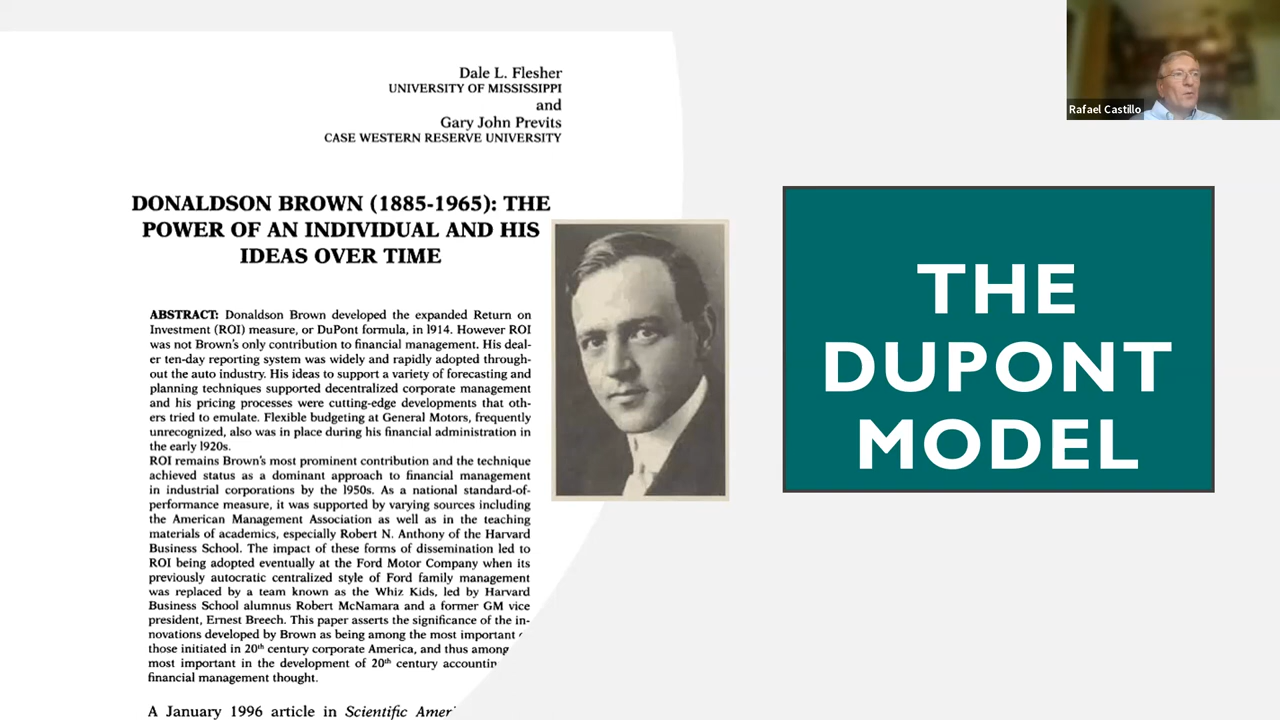 Dale L. Flesher
UNIVERSITY OF MISSISSIPPI
and
Gary John Previts
CASE WESTERN RESERVE UNIVERSITY
DONALDSON BROWN (1885-1965): THE
POWER OF AN INDIVIDUAL AND HIS
IDEAS OVER TIME
ABSTRACT: Donaldson Brown developed the expanded Return on
Investment (ROI) measure, or DuPont formula, in 1914. However ROI
was not Brown's only contribution to financial management. His deal-
er ten-day reporting system was widely and rapidly adopted through-
out the auto industry. His ideas to support a variety of forecasting and
planning techniques supported decentralized corporate management
and his pricing processes were cutting-edge developments that oth-
ers tried to emulate. Flexible budgeting at General Motors, frequently
unrecognized, also was in place during his financial administration in
the early 1920s.
ROI remains Brown's most prominent contribution and the technique
achieved status as a dominant approach to financial management
in industrial corporations by the 1950s. As a national standard-of-
performance measure, it was supported by varying sources including
the American Management Association as well as in the teaching
materials of academics, especially Robert N. Anthony of the Harvard
Business School. The impact of these forms of dissemination led to
ROI being adopted eventually at the Ford Motor Company when its
previously autocratic centralized style of Ford family management
was replaced by a team known as the Whiz Kids, led by Harvard
Business School alumnus Robert McNamara and a former GM vice
president, Ernest Breech. This paper asserts the significance of the in-
novations developed by Brown as being among the most important
those initiated in 20th century corporate America, and thus among
most important in the development of 20th century
financial management thought.
A January 1996 article in Scientific
THE
DUPONT
MODEL
Rafael Castillo